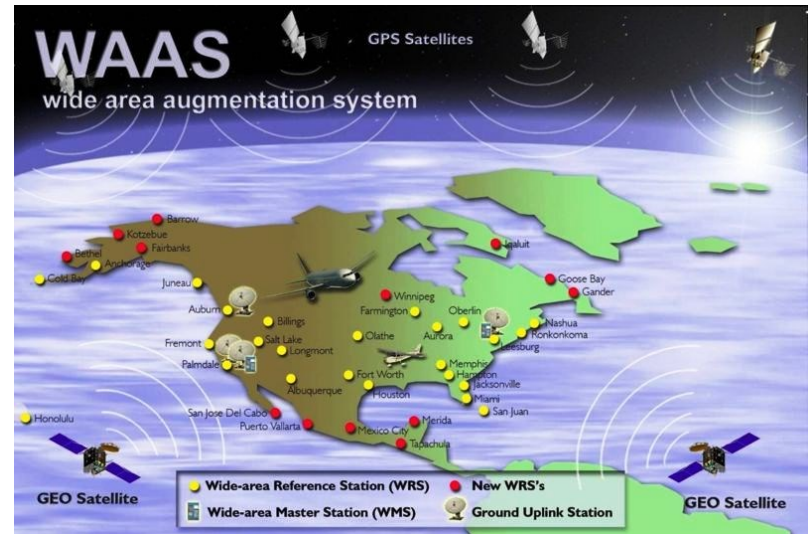 WAAS
wide area augmentation system
GPS Satellites
Barrow
Kotzebue
Fairbanks
Bethel
Anchorage
Cold Bay
Juneau
Iqaluit
Goose Bay
Gander
Winnipeg
Auburn
Farmington
Oberlin
Billings
Nashua
Ronkonkoma
Fremont
Salt Lake
Olathe
Aurora
Leesburg
Longmont
Palmdale
Memphis
Fort Worth
Hampton
Albuquerque
Houston
Jacksonville
Miami
San Juan
Honolulu
San Jose Del Cabo
Puerto Vallarta
Mexico City
Merida
Tapachula
GEO Satellite
GEO Satellite
Wide-area Reference Station (WRS)
New WRS's
Wide-area Master Station (WMS)
Ground Uplink Station